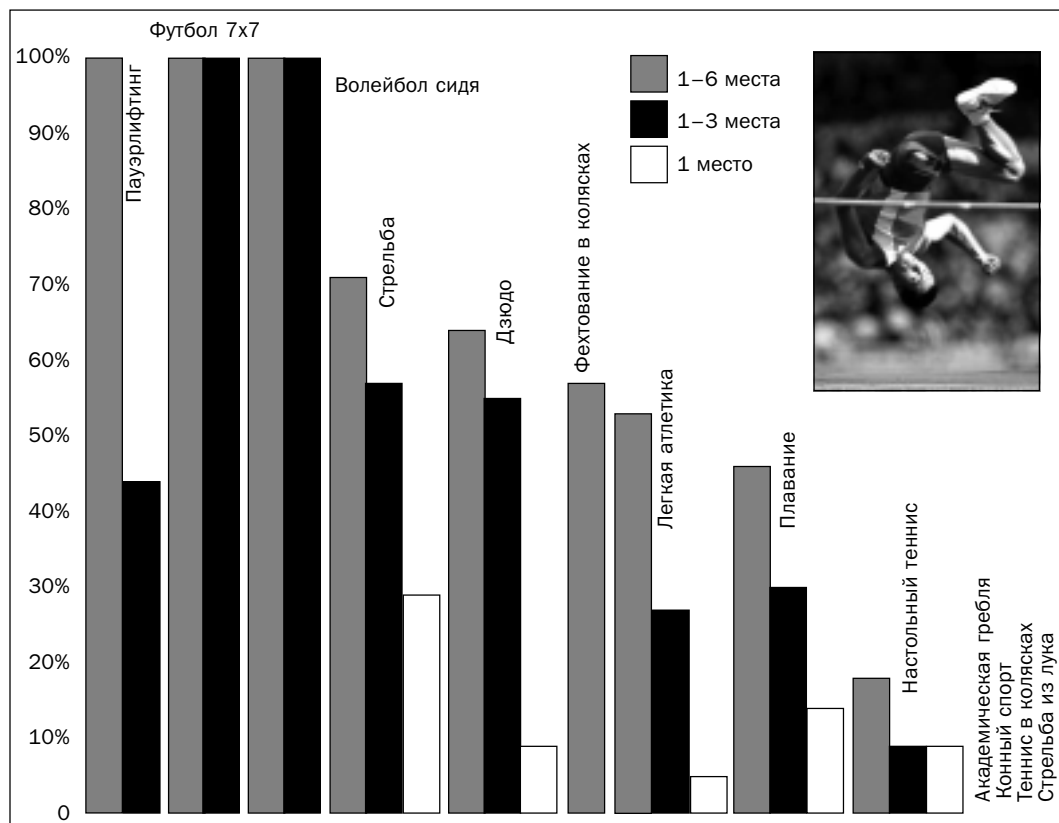 Футбол 7х7
100%
90%
80%
70%
60%
50%
40%
30%
20%
10%
0
Пауэрлифтинг
Волейбол сидя
1–6 места
1–3 места
1 место
Стрельба
Дзюдо
Фехтование в колясках
Легкая атлетика
Плавание
Настольный теннис
Академическая гребля
Конный спорт
Теннис в колясках
Стрельба из лука